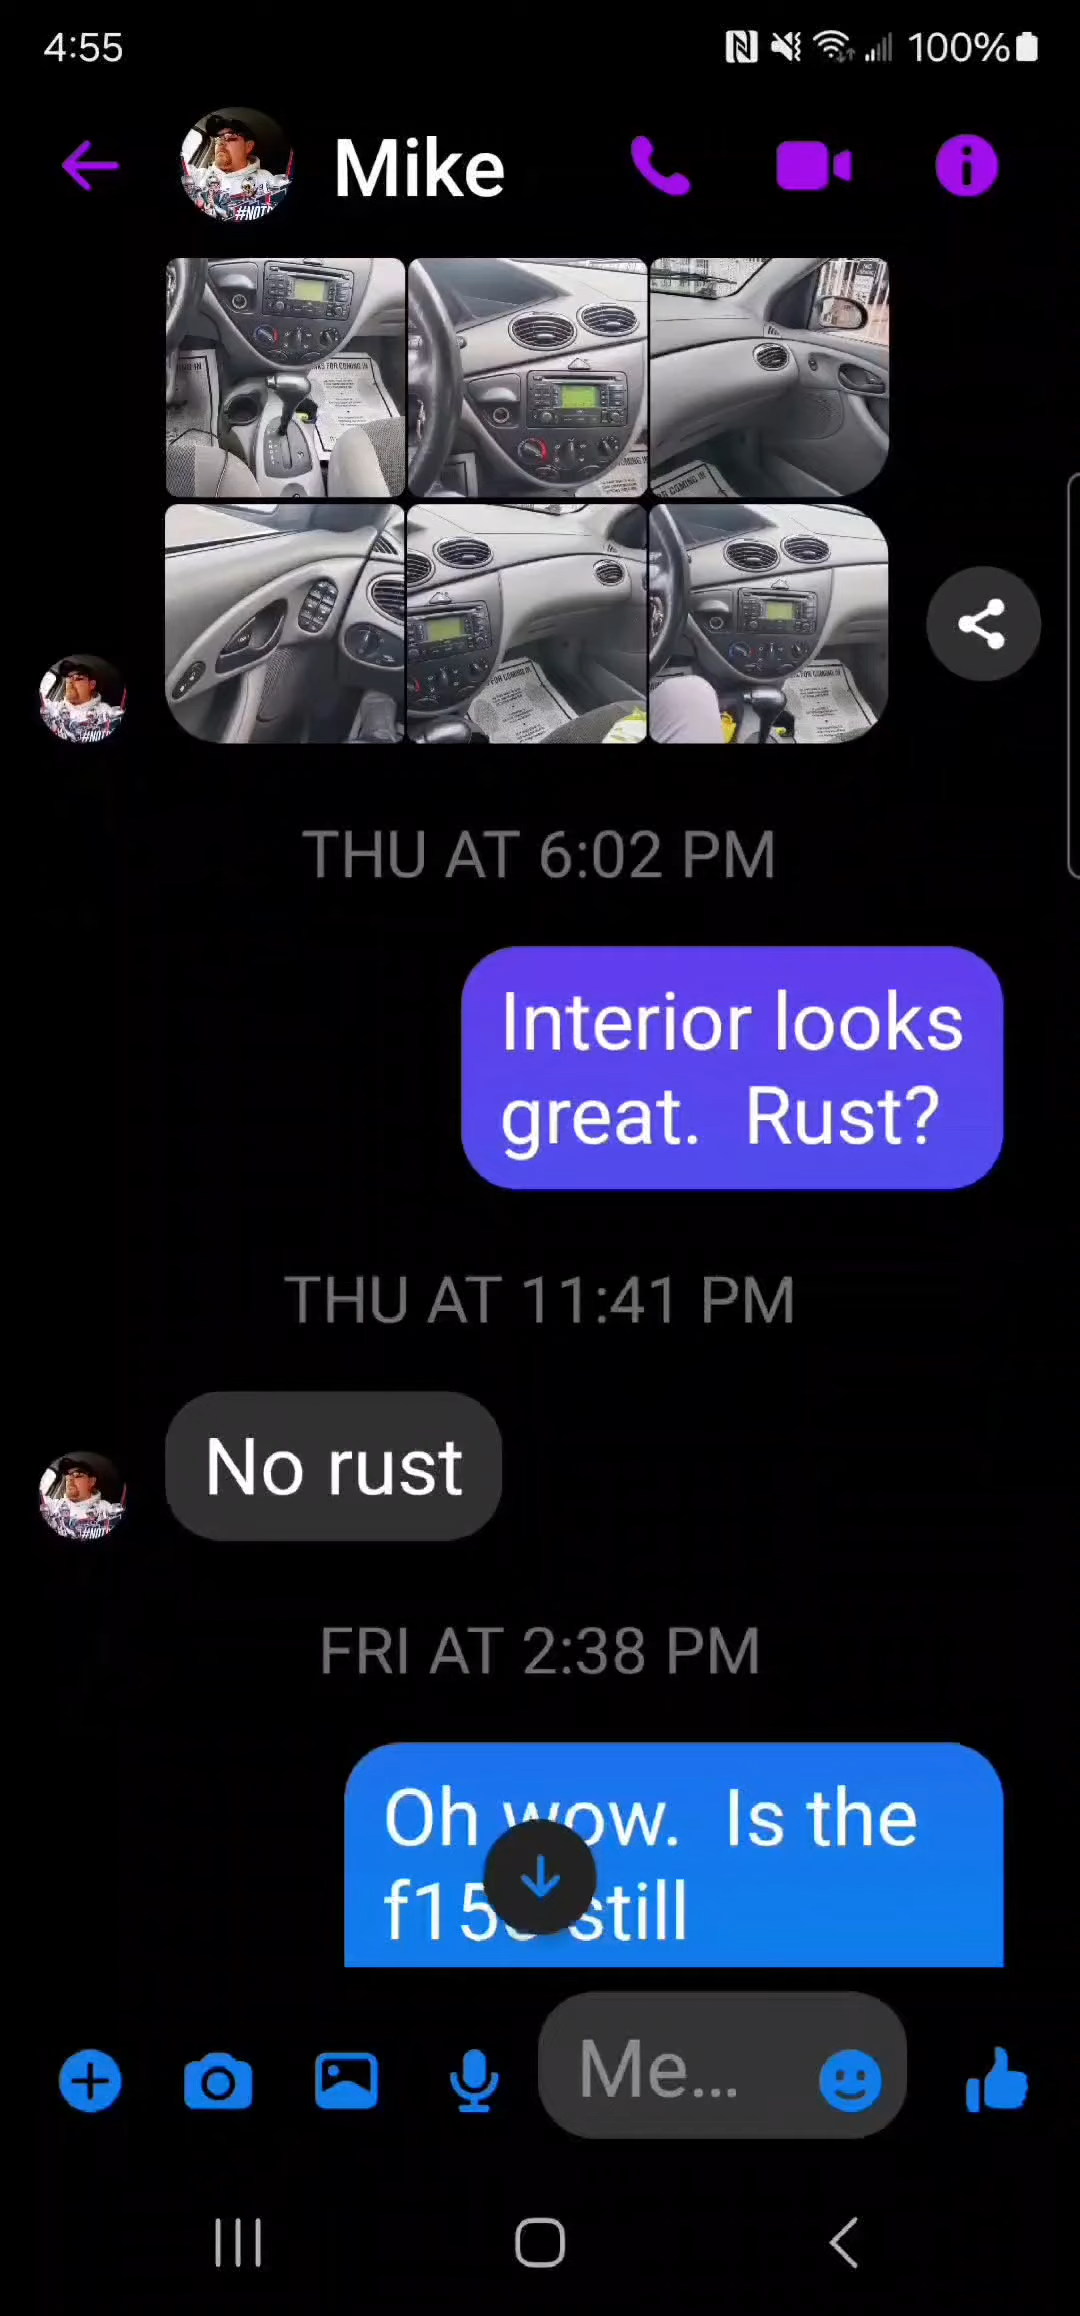 4:55
100%
Mike
#NOT
THU AT 6:02 PM
Interior looks
great.  Rust?
THU AT 11:41 PM
No rust
FRI AT 2:38 PM
Oh wow.  Is the
still
Me...